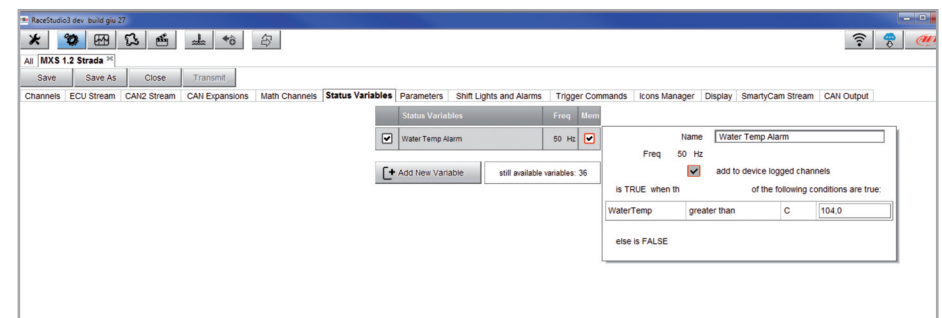 RaceStudio3 dev build giu 27
All MXS 1.2 Strada
Save Save As Close Transmit
Channels ECU Stream CAN2 Stream CAN Expansions Math Channels Status Variables Parameters Shift Lights and Alarms Trigger Commands Icons Manager Display SmartyCam Stream CAN Output
Status Variables Freq Mem
Water Temp Alarm 50 Hz
Add New Variable still available variables: 36
Name Water Temp Alarm
Freq 50 Hz
add to device logged channels
is TRUE when th of the following conditions are true:
WaterTemp greater than C 104,0
else is FALSE